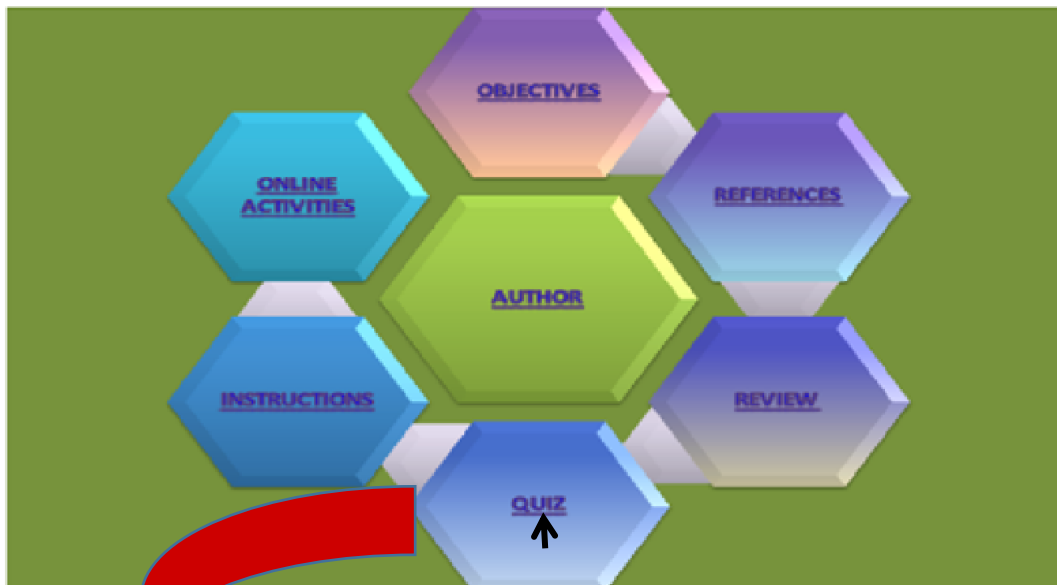 OBJECTIVES
ONLINE
ACTIVITIES
REFERENCES
AUTHOR
INSTRUCTIONS
REVIEW
QUIZ